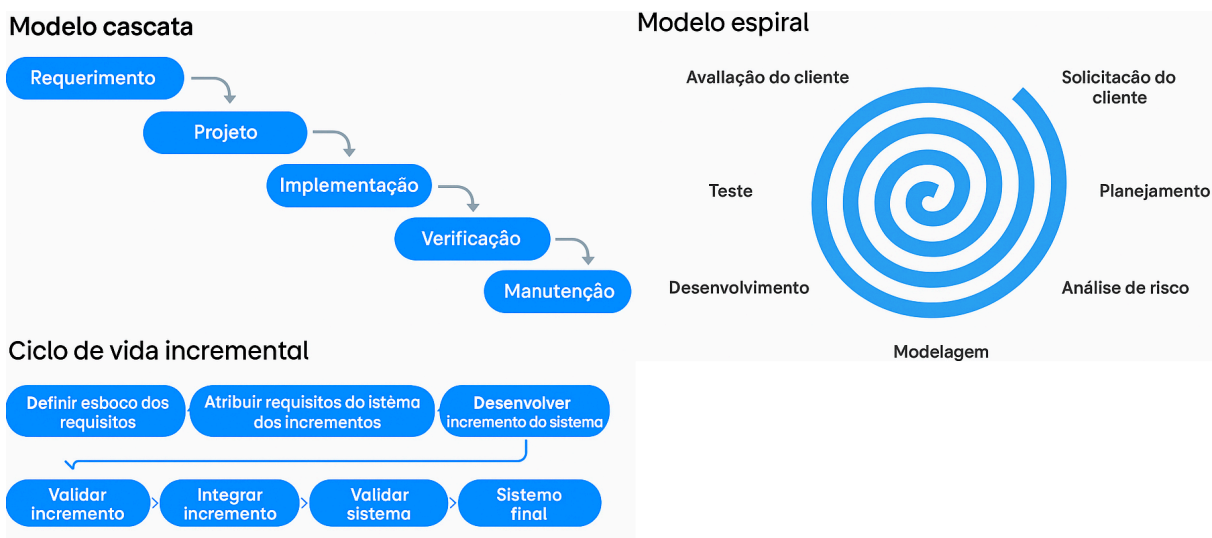 Modelo cascata
Requerimento
Projeto
Implementação
Verificação
Manutenção
Modelo espiral
Avallação do cliente
Solicitacâo do
cliente
Teste
Planejamento
Desenvolvimento
Análise de risco
Modelagem
Ciclo de vida incremental
Definir esboco dos
requisitos
Atribuir requisitos do istèma
dos incrementos
Desenvolver
incremento do sistema
Validar
incremento
Integrar
incremento
Validar
sistema
Sistemo
final